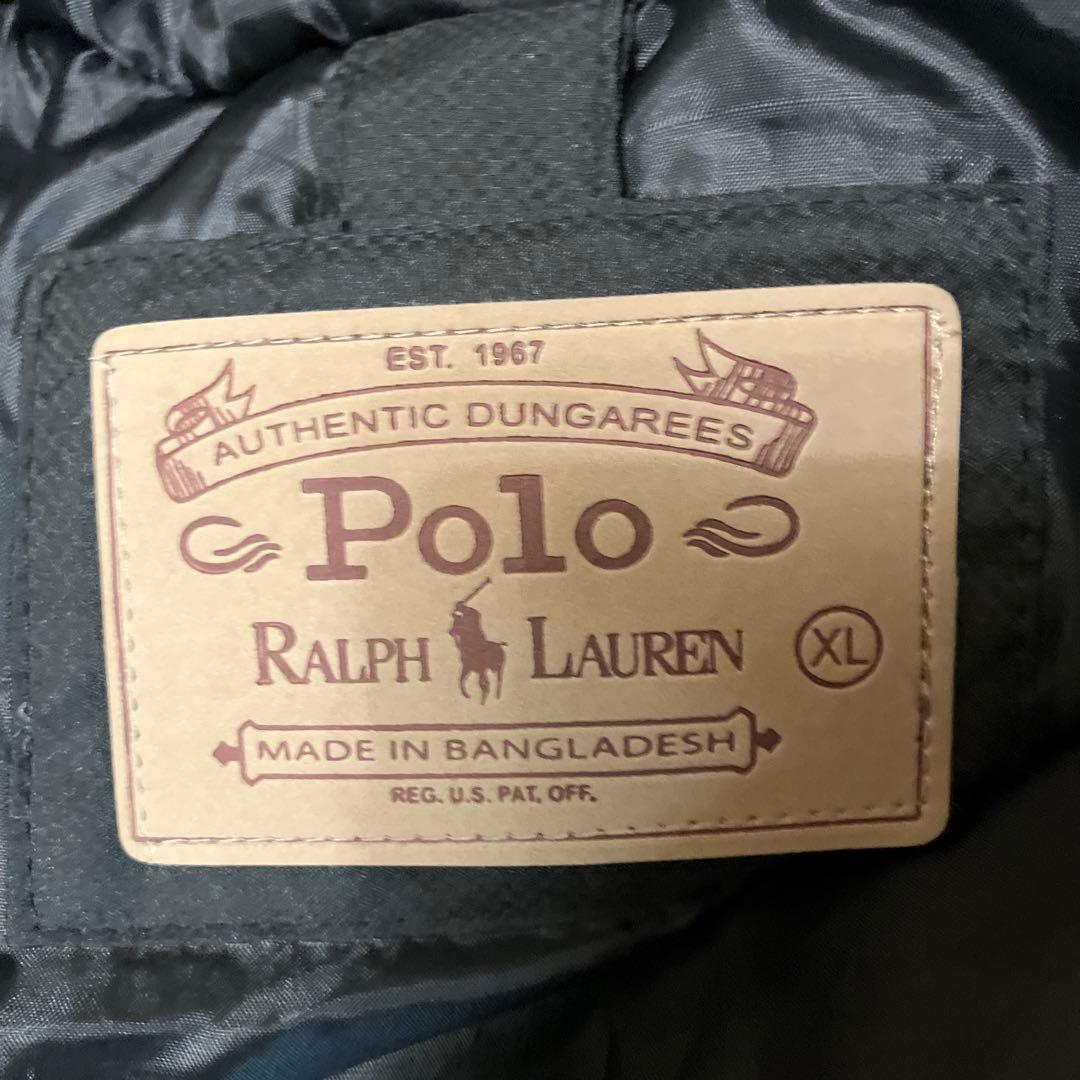 EST. 1967
AUTHENTIC DUNGAREES
Polo
RALPH LAUREN XL
MADE IN BANGLADESH
REG. U.S. PAT. OFF.